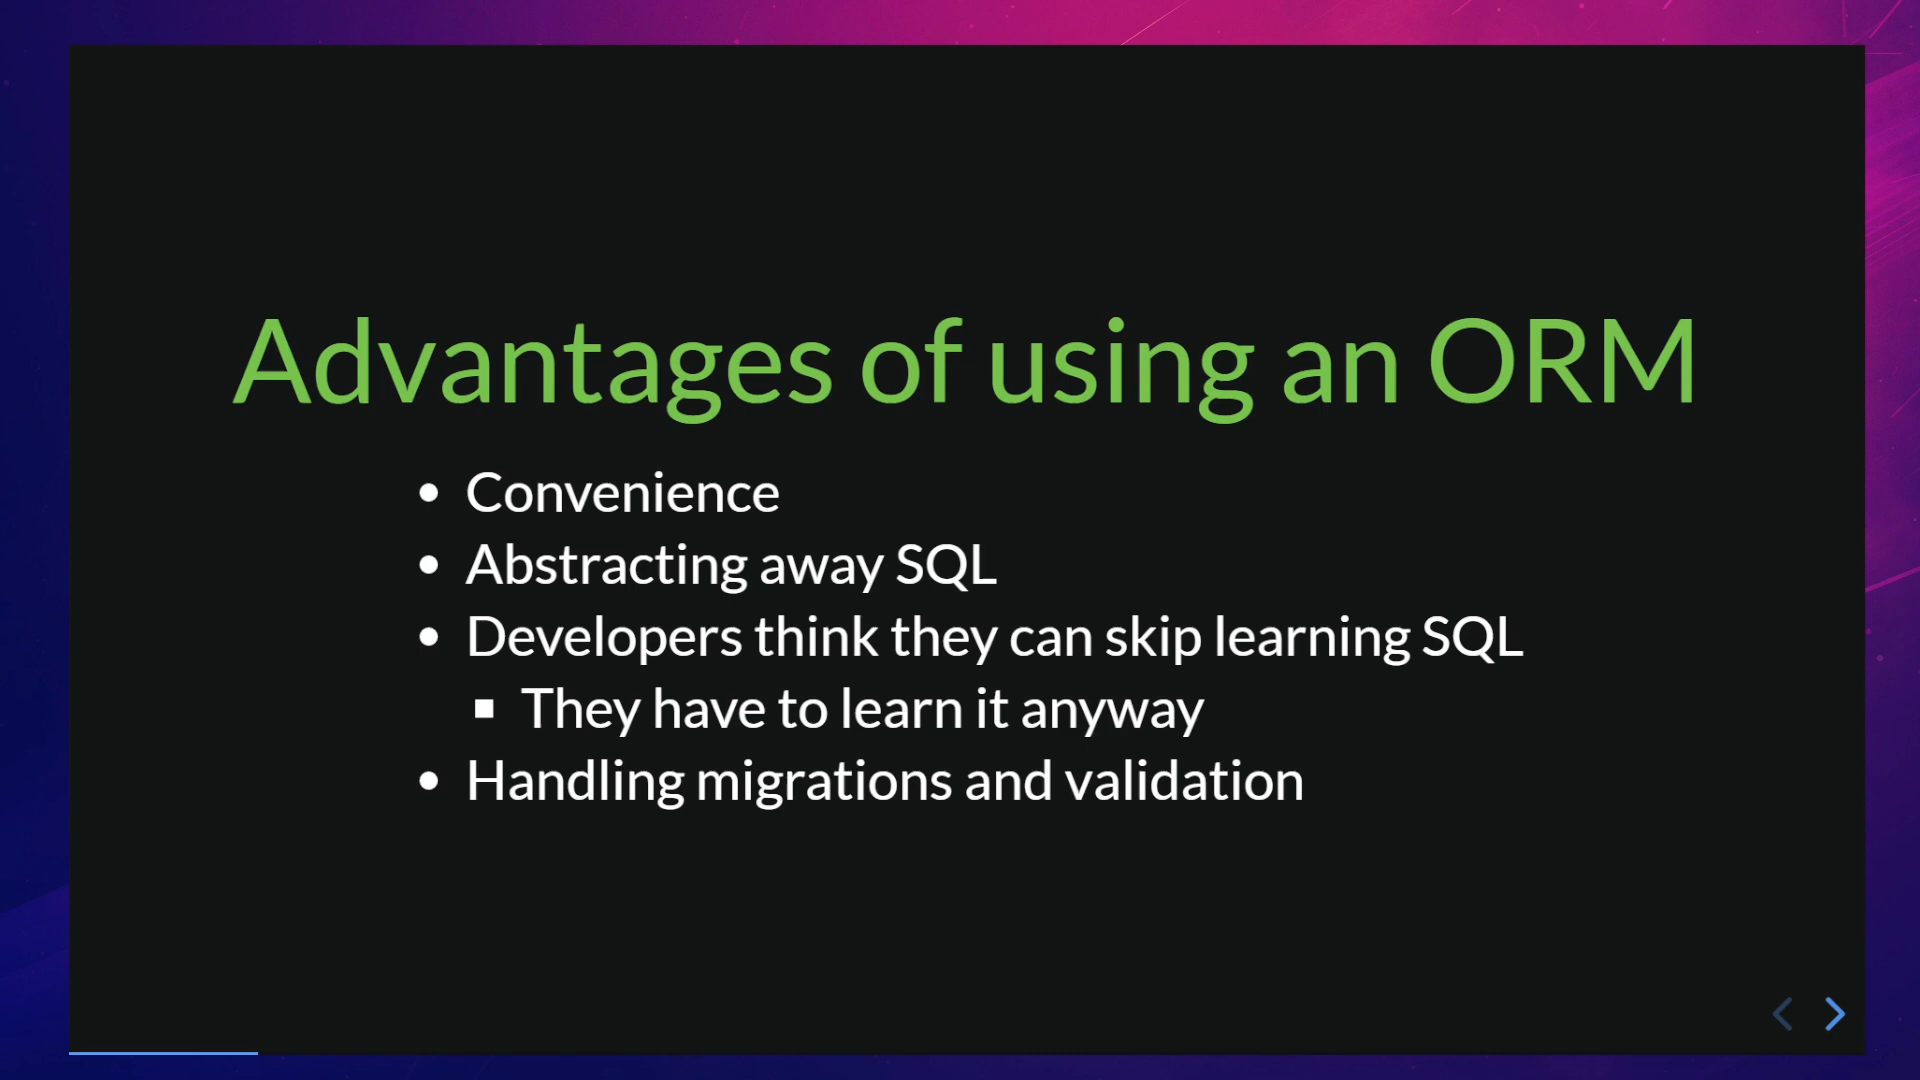 Advantages of using an ORM
Convenience
Abstracting away SQL
Developers think they can skip learning SQL
They have to learn it anyway
Handling migrations and validation